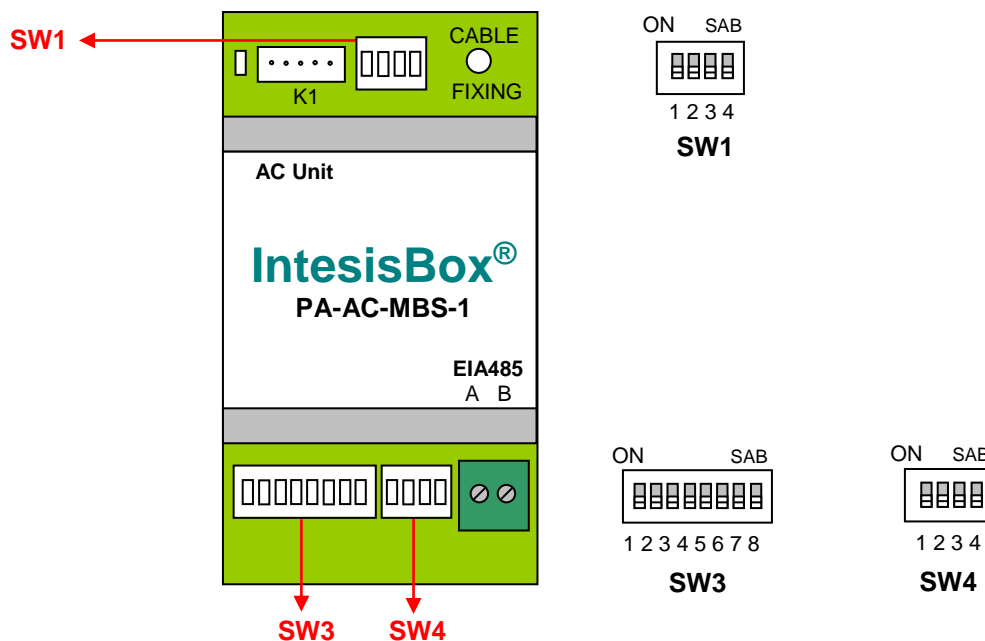 SW1
CABLE
FIXING
K1
AC Unit
IntesisBox®
PA-AC-MBS-1
EIA485
A B
SW3
SW4
ON SAB
1 2 3 4
SW1
ON SAB
1 2 3 4 5 6 7 8
SW3
ON SAB
1 2 3 4
SW4